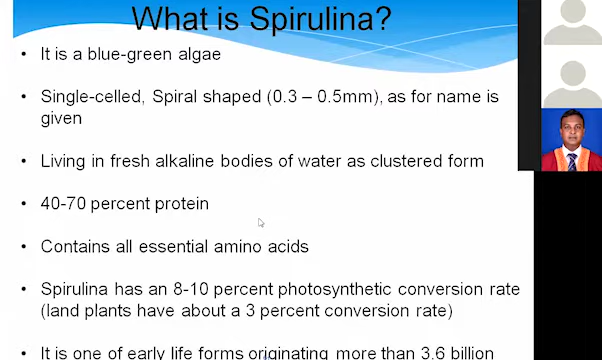 What is Spirulina?
• It is a blue-green algae
• Single-celled, Spiral shaped (0.3 – 0.5mm), as for name is
given
• Living in fresh alkaline bodies of water as clustered form
• 40-70 percent protein
• Contains all essential amino acids
• Spirulina has an 8-10 percent photosynthetic conversion rate
(land plants have about a 3 percent conversion rate)
• It is one of early life forms originating more than 3.6 billion